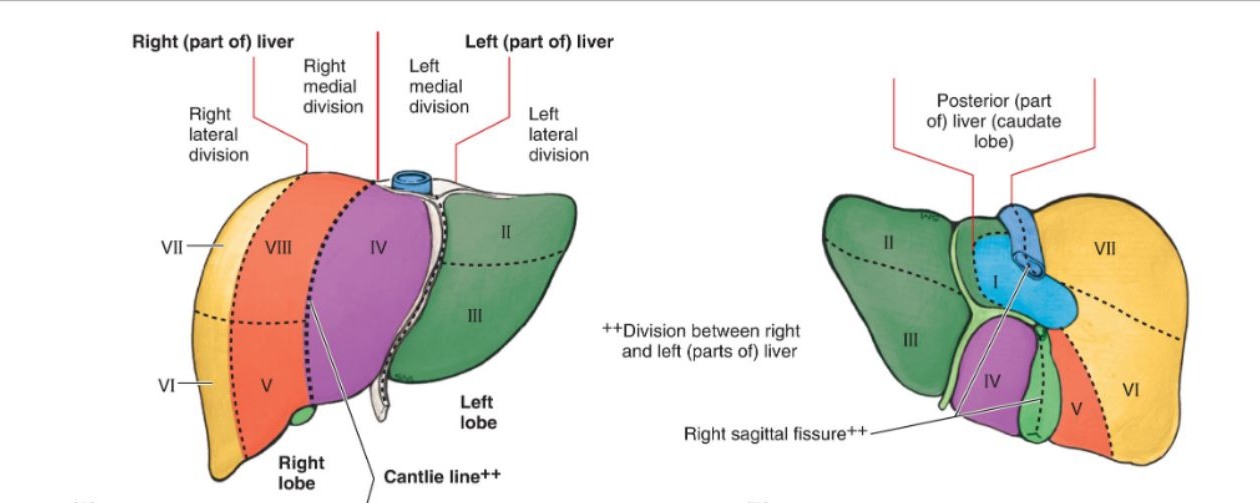 Right (part of) liver
Left (part of) liver
Right
medial
division
Left
medial
division
Right
lateral
division
Left
lateral
division
VII
VIII
IV
II
III
VI
V
Left
lobe
Right
lobe
Cantlie line++
Posterior (part
of) liver (caudate
lobe)
II
VII
I
III
IV
V
VI
++Division between right
and left (parts of) liver
Right sagittal fissure++